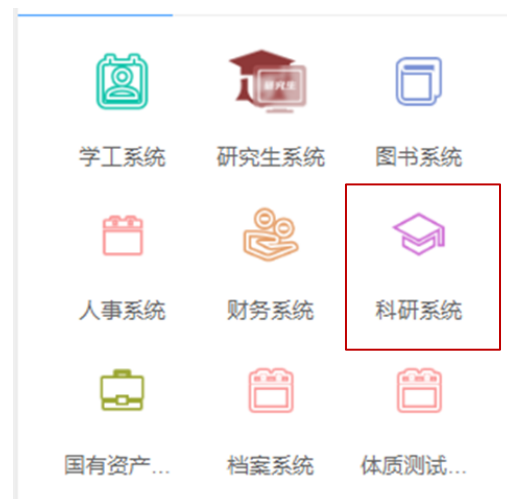 研究生
学工系统 研究生系统 图书系统
人事系统 财务系统 科研系统
国有资产... 档案系统 体质测试...